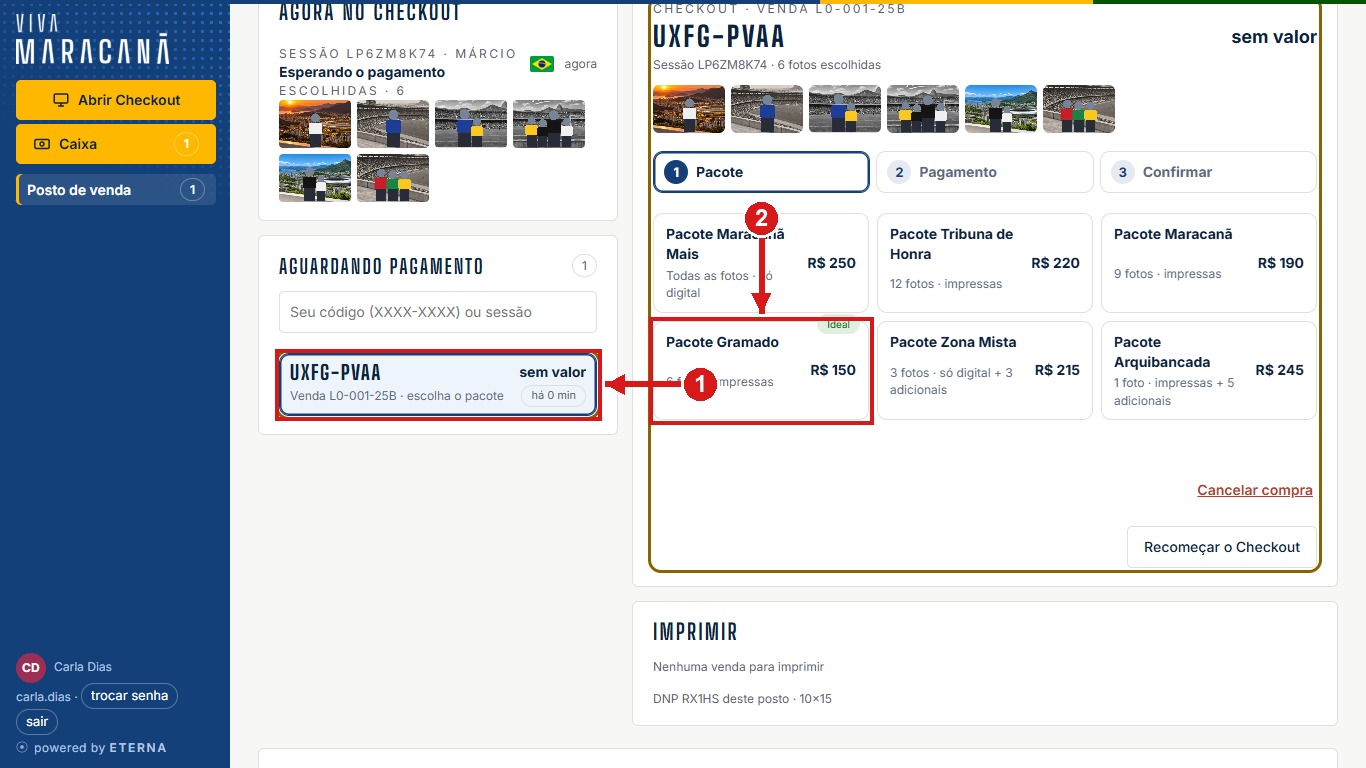 VIVA
MARACANÃ
Abrir Checkout
Caixa 1
Posto de venda 1
CD Carla Dias
carla.dias · trocar senha
sair
powered by ETERNA
AGORA NO CHECKOUT
SESSÃO LP6ZM8K74 · MÁRCIO
Esperando o pagamento
agora
ESCOLHIDAS · 6
AGUARDANDO PAGAMENTO 1
Seu código (XXXX-XXXX) ou sessão
UXFG-PVAA sem valor
Venda L0-001-25B · escolha o pacote há 0 min
1
CHECKOUT · VENDA L0-001-25B
UXFG-PVAA sem valor
Sessão LP6ZM8K74 · 6 fotos escolhidas
1 Pacote
2 Pagamento
3 Confirmar
2
Pacote
Mais
Todas as fotos ·
digital
R$ 250
Pacote Tribuna de
Honra
12 fotos · impressas
R$ 220
Pacote Maracanã
9 fotos · impressas
R$ 190
Ideal
Pacote Gramado
R$ 150
Pacote Zona Mista
3 fotos · só digital + 3
adicionais
R$ 215
Pacote
Arquibancada
1 foto · impressas + 5
adicionais
R$ 245
Cancelar compra
Recomeçar o Checkout
IMPRIMIR
Nenhuma venda para imprimir
DNP RX1HS deste posto · 10×15